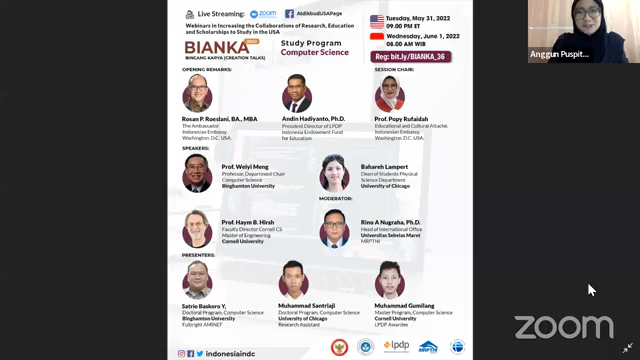 Live Streaming: zoom AtdikbudUSAPage
Webinars in Increasing the Collaborations of Research, Education
and Scholarships to Study in the USA
BIANKA 2022
BINCANG KARYA (CREATION TALKS)
Study Program
Computer Science
Tuesday, May 31, 2022
09.00 PM ET
Wednesday, June 1, 2022
08.00 AM WIB
Reg: bit.ly/BIANKA_36
OPENING REMARKS:
SESSION CHAIR:
Rosan P. Roeslani, BA., MBA
The Ambassador
Indonesian Embassy
Washington, D.C. USA.
Andin Hadiyanto, Ph.D.
President Director of LPDP
Indonesia Endowment Fund
for Education
Prof. Popy Rufaidah
Educational and Cultural Attaché,
Indonesian Embassy,
Washington, D.C. USA
SPEAKERS:
Prof. Weiyi Meng
Professor, Department Chair
Computer Science
Binghamton University
Bahareh Lampert
Dean of Students Physical
Science Department
University of Chicago
MODERATOR:
Prof. Haym B. Hirsh
Faculty Director Cornell CS
Master of Engineering
Cornell University
Rino A Nugraha, Ph.D.
Head of International Office
Universitas Sebelas Maret
MRPTNI
PRESENTERS:
Satrio Baskoro Y,
Doctoral Program, Computer Science
Binghamton University
Fulbright AMINEF
Muhammad Santriaji
Doctoral Program, Computer Science
University of Chicago
Research Assistant
Muhammad Gumilang
Master Program, Computer Science
Cornell University
LPDP Awardee
indonesiaindc
lpdp
MRPTNI
Anggun Puspit...
zoom